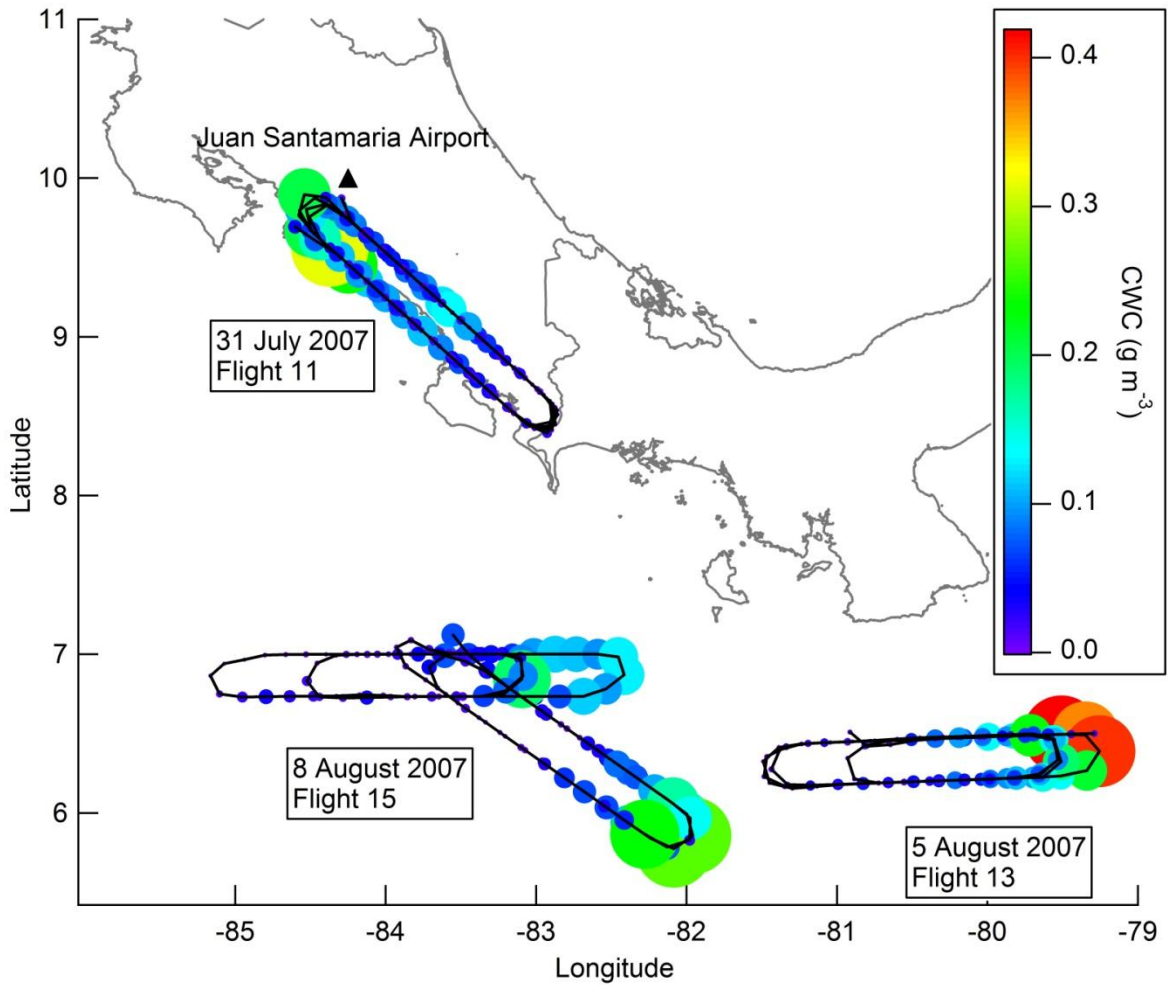 11
10
9
8
7
6
Latitude
Juan Santamaria Airport
31 July 2007
Flight 11
8 August 2007
Flight 15
5 August 2007
Flight 13
0.4
0.3
0.2
0.1
0.0
CWC (g m⁻³)
-85
-84
-83
-82
-81
-80
-79
Longitude